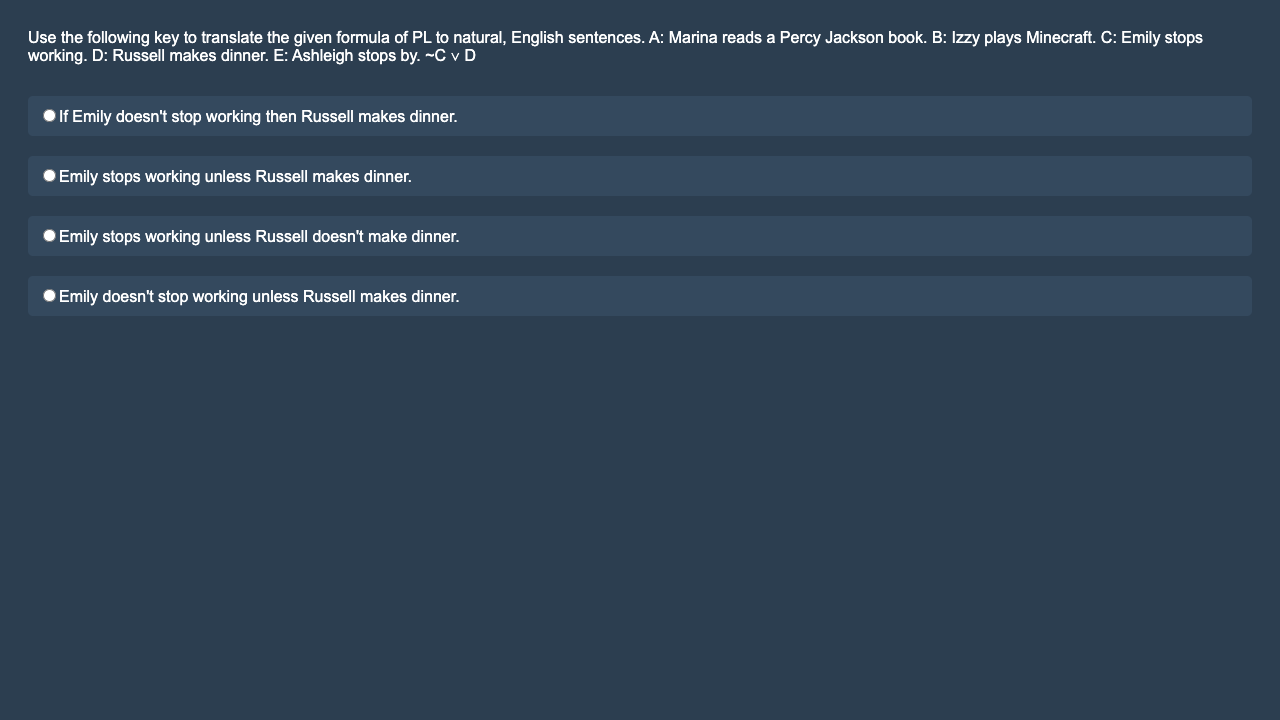 Use the following key to translate the given formula of PL to natural, English sentences. A: Marina reads a Percy Jackson book. B: Izzy plays Minecraft. C: Emily stops
working. D: Russell makes dinner. E: Ashleigh stops by. ~C ∨ D
If Emily doesn't stop working then Russell makes dinner.
Emily stops working unless Russell makes dinner.
Emily stops working unless Russell doesn't make dinner.
Emily doesn't stop working unless Russell makes dinner.